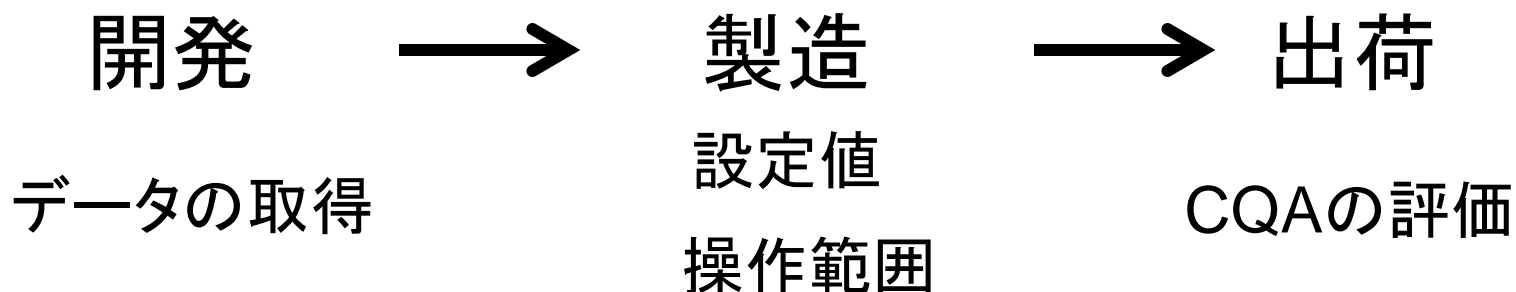 開発 → 製造 → 出荷
データの取得
設定値
操作範囲
CQAの評価